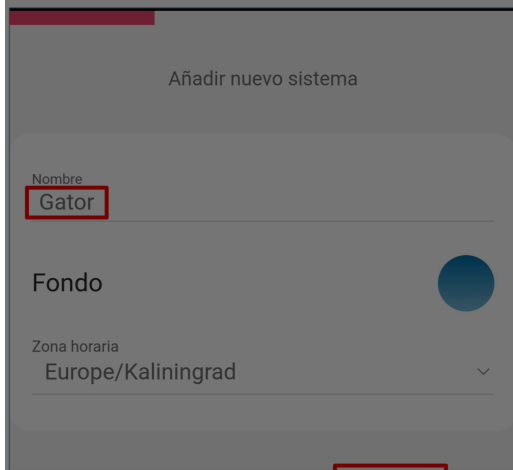 Añadir nuevo sistema
Nombre
Gator
Fondo
Zona horaria
Europe/Kaliningrad